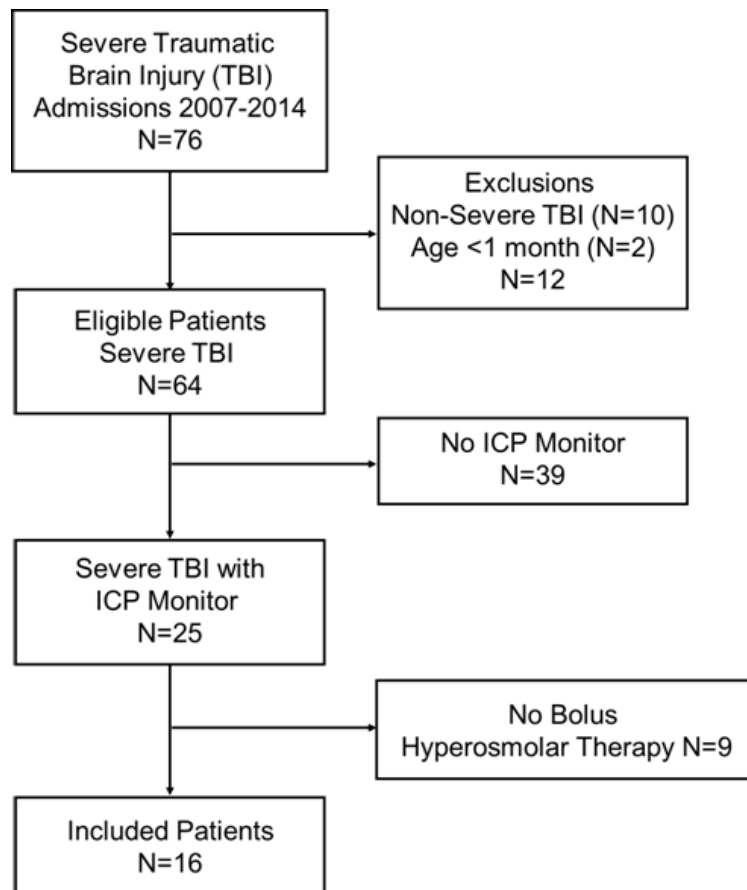 Severe Traumatic
Brain Injury (TBI)
Admissions 2007-2014
N=76
Exclusions
Non-Severe TBI (N=10)
Age <1 month (N=2)
N=12
Eligible Patients
Severe TBI
N=64
No ICP Monitor
N=39
Severe TBI with
ICP Monitor
N=25
No Bolus
Hyperosmolar Therapy N=9
Included Patients
N=16